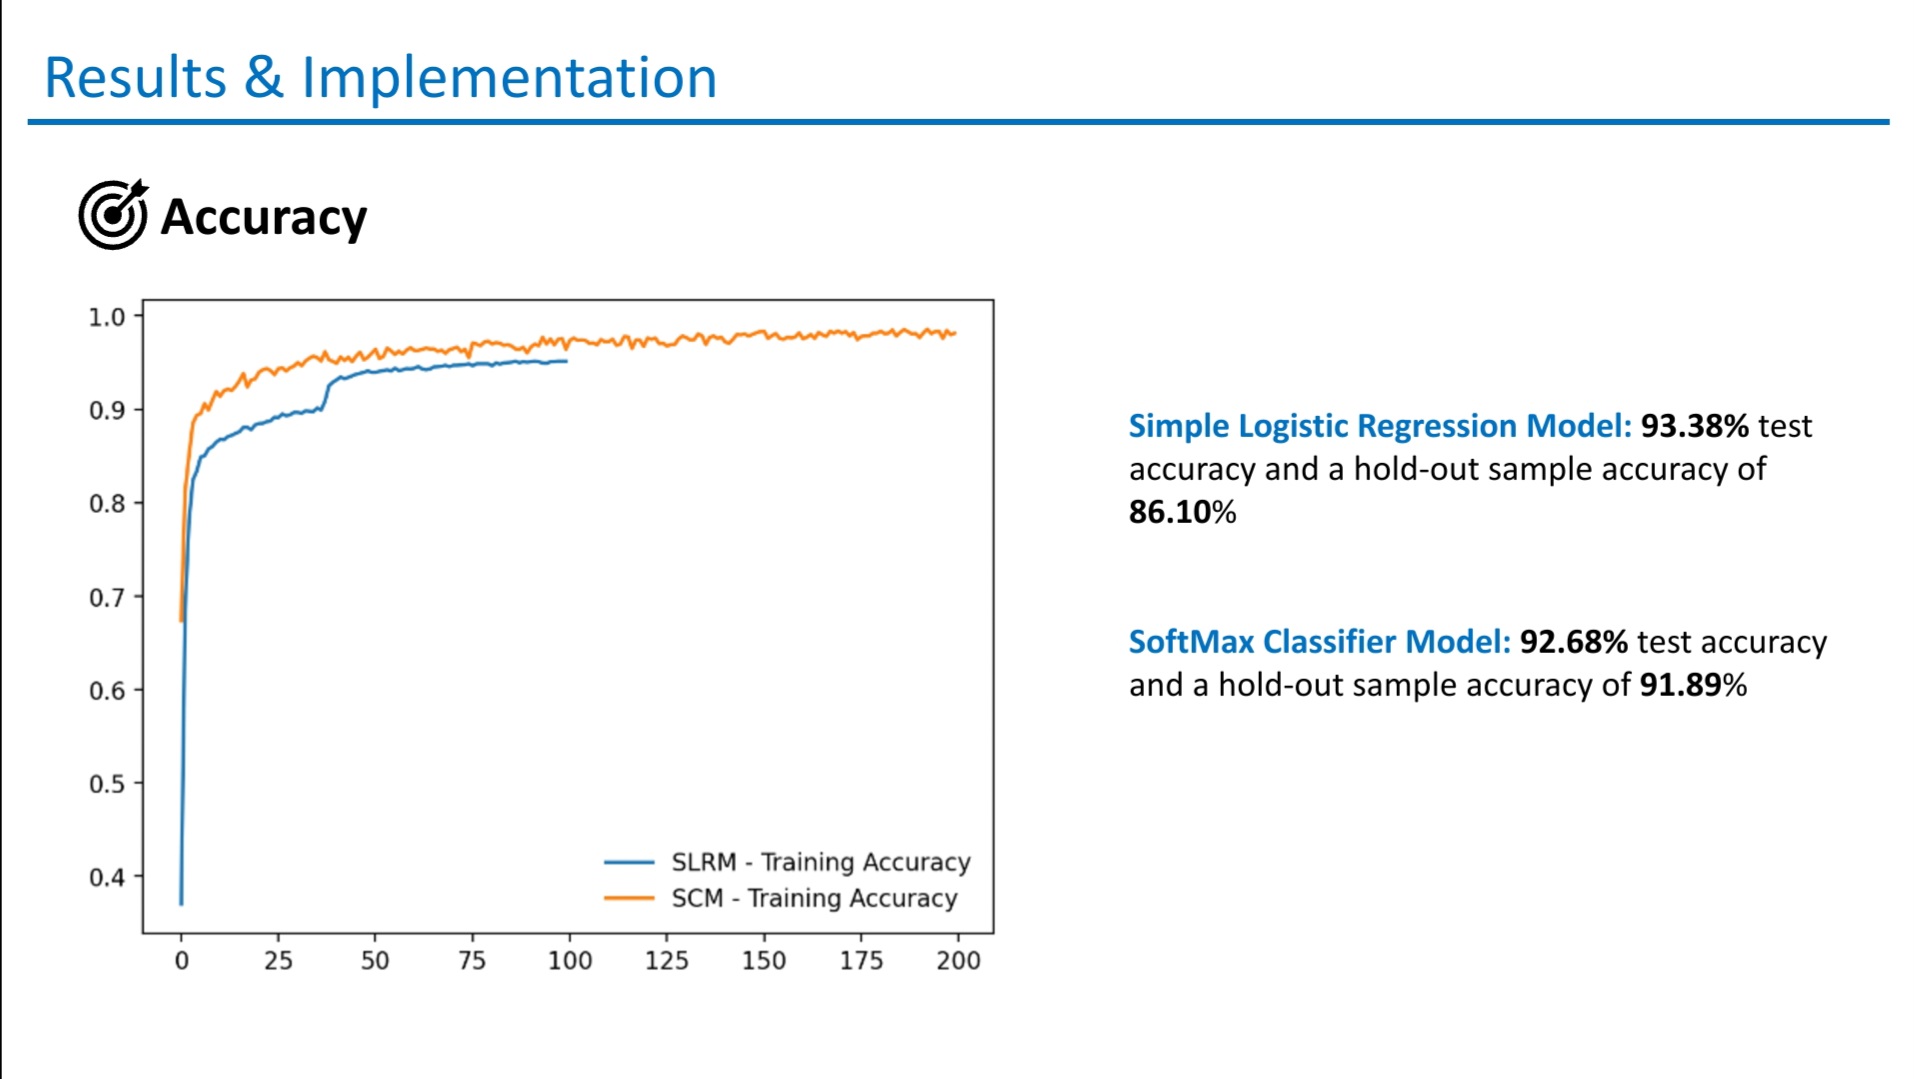 Results & Implementation
Accuracy
1.0
0.9
0.8
0.7
0.6
0.5
0.4
SLRM - Training Accuracy
SCM - Training Accuracy
0 25 50 75 100 125 150 175 200
Simple Logistic Regression Model: 93.38% test
accuracy and a hold-out sample accuracy of
86.10%
SoftMax Classifier Model: 92.68% test accuracy
and a hold-out sample accuracy of 91.89%